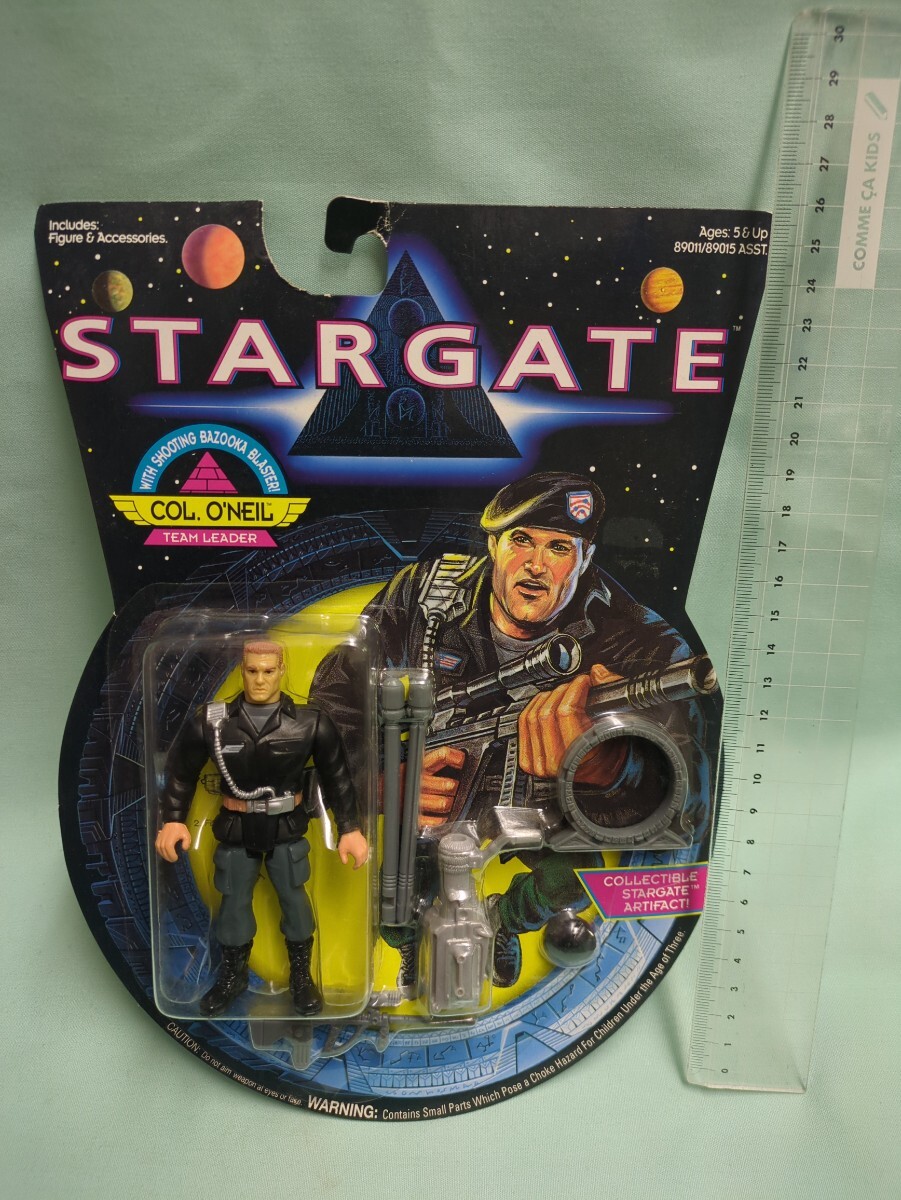 Includes:
Figure & Accessories.
Ages: 5 & Up
89011/89015 ASST.
STARGATE™
WITH SHOOTING BAZOOKA BLASTER!
COL. O'NEIL™
TEAM LEADER
COLLECTIBLE
STARGATE™
ARTIFACT!
CAUTION: Do not aim weapon at eyes or face.
WARNING: Contains Small Parts Which Pose a Choke Hazard For Children Under the Age of Three.
COMME ÇA KIDS
30
29
28
27
26
25
24
23
22
21
20
19
18
17
16
15
14
13
12
11
10
9
8
7
6
5
4
3
2
1
0